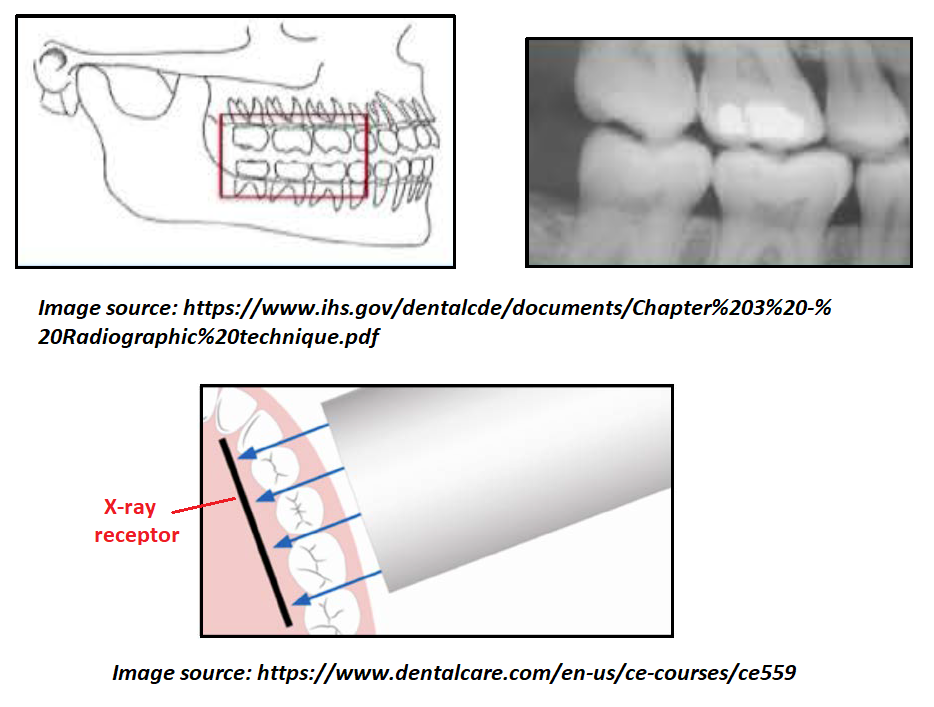 Image source: https://www.ihs.gov/dentalcde/documents/Chapter%203%20-%
20Radiographic%20technique.pdf
X-ray
receptor
Image source: https://www.dentalcare.com/en-us/ce-courses/ce559